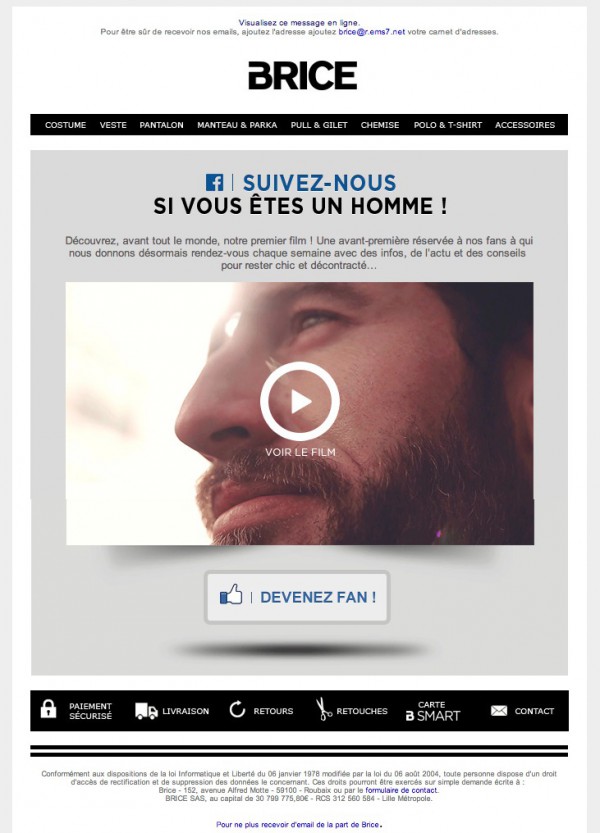 Visualisez ce message en ligne.
Pour être sûr de recevoir nos emails, ajoutez l'adresse ajoutez brice@r.ems7.net votre carnet d'adresses.
BRICE
COSTUME VESTE PANTALON MANTEAU & PARKA PULL & GILET CHEMISE POLO & T-SHIRT ACCESSOIRES
f | SUIVEZ-NOUS
SI VOUS ÊTES UN HOMME !
Découvrez, avant tout le monde, notre premier film ! Une avant-première réservée à nos fans à qui
nous donnons désormais rendez-vous chaque semaine avec des infos, de l'actu et des conseils
pour rester chic et décontracté…
VOIR LE FILM
| DEVENEZ FAN !
PAIEMENT
SÉCURISÉ
LIVRAISON
RETOURS
RETOUCHES
CARTE
B SMART
CONTACT
Conformément aux dispositions de la loi Informatique et Liberté du 06 janvier 1978 modifiée par la loi du 06 août 2004, toute personne dispose d'un droit
d'accès de rectification et de suppression des données le concernant. Ces droits pourront être exercés sur simple demande écrite à :
Brice - 152, avenue Alfred Motte - 59100 - Roubaix ou par le formulaire de contact.
BRICE SAS, au capital de 30 799 775,80€ - RCS 312 560 584 - Lille Métropole.
Pour ne plus recevoir d'email de la part de Brice.